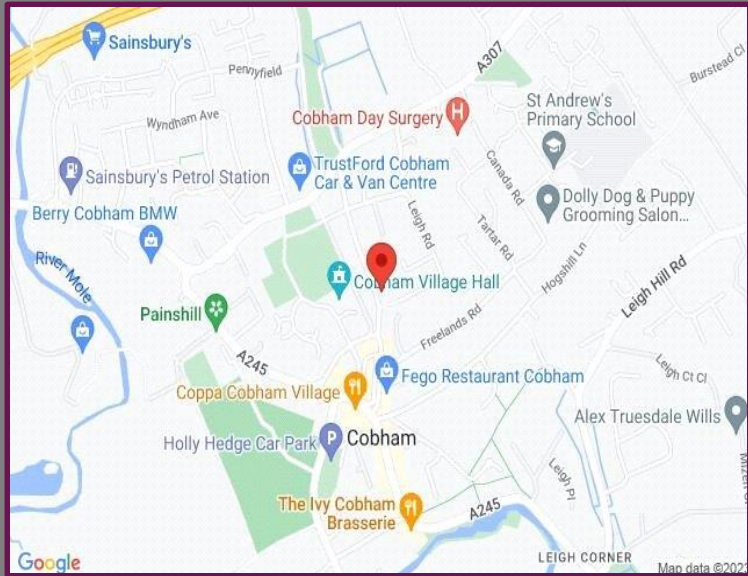 Sainsbury's
Pennyfield
A307
Burstead Cl
Wyndham Ave
Cobham Day Surgery
H
St Andrew's
Primary School
TrustFord Cobham
Car & Van Centre
Sainsbury's Petrol Station
Canada Rd
Dolly Dog & Puppy
Grooming Salon...
Berry Cobham BMW
Leigh Rd
Tartar Rd
River Mole
Hogshill Ln
Cobham Village Hall
Leigh Hill Rd
Painshill
Freelands Rd
A245
Fego Restaurant Cobham
Leigh Ct Cl
Coppa Cobham Village
Alex Truesdale Wills
Holly Hedge Car Park
P
Cobham
Leigh Pl
The Ivy Cobham
Brasserie
A245
LEIGH CORNER
Google
Map data ©2023